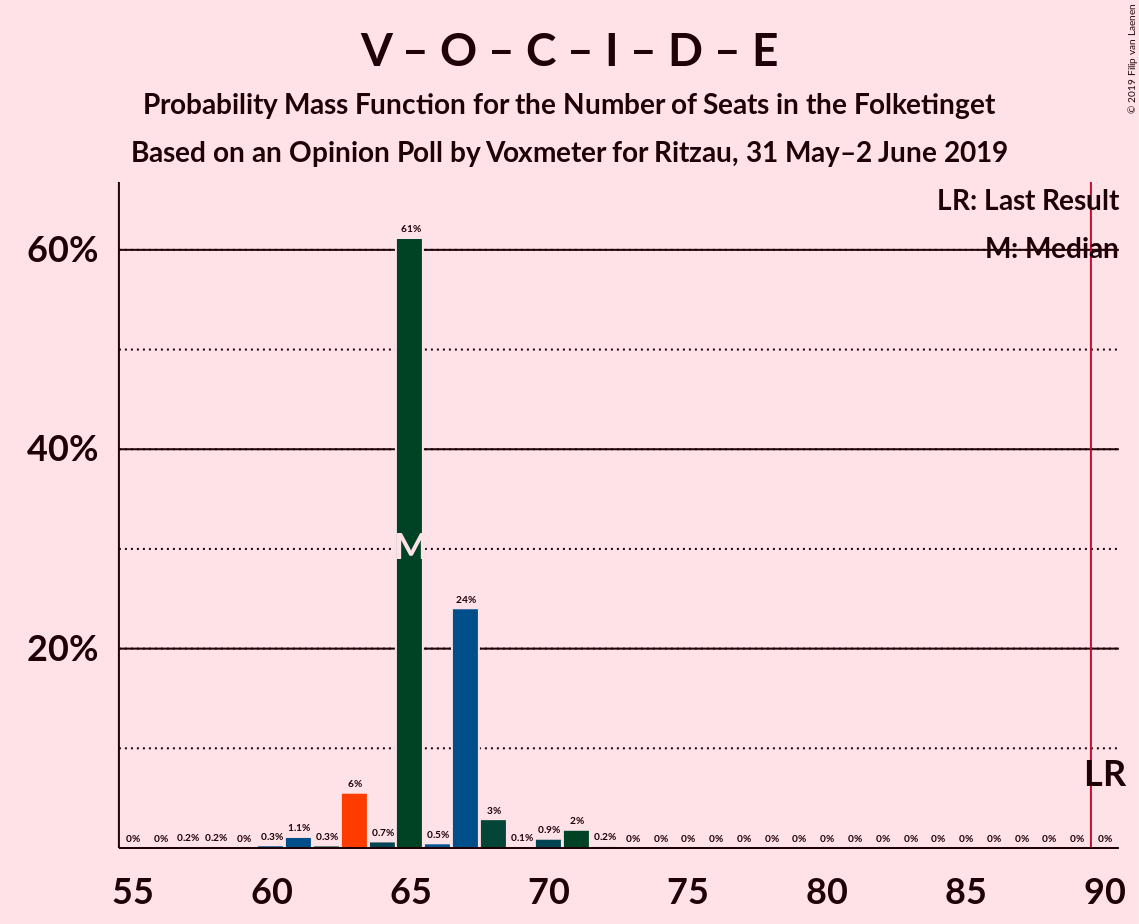 V – O – C – I – D – E
Probability Mass Function for the Number of Seats in the Folketinget
Based on an Opinion Poll by Voxmeter for Ritzau, 31 May–2 June 2019
© 2019 Filip van Laenen
LR: Last Result
M: Median
60%
40%
20%
0% 0% 0.2% 0.2% 0% 0.3% 1.1% 0.3% 6% 0.7% 61% 0.5% 24% 3% 0.1% 0.9% 2% 0.2% 0% 0% 0% 0% 0% 0% 0% 0% 0% 0% 0% 0% 0% 0% 0% 0% 0% 0%
M
LR
55 60 65 70 75 80 85 90